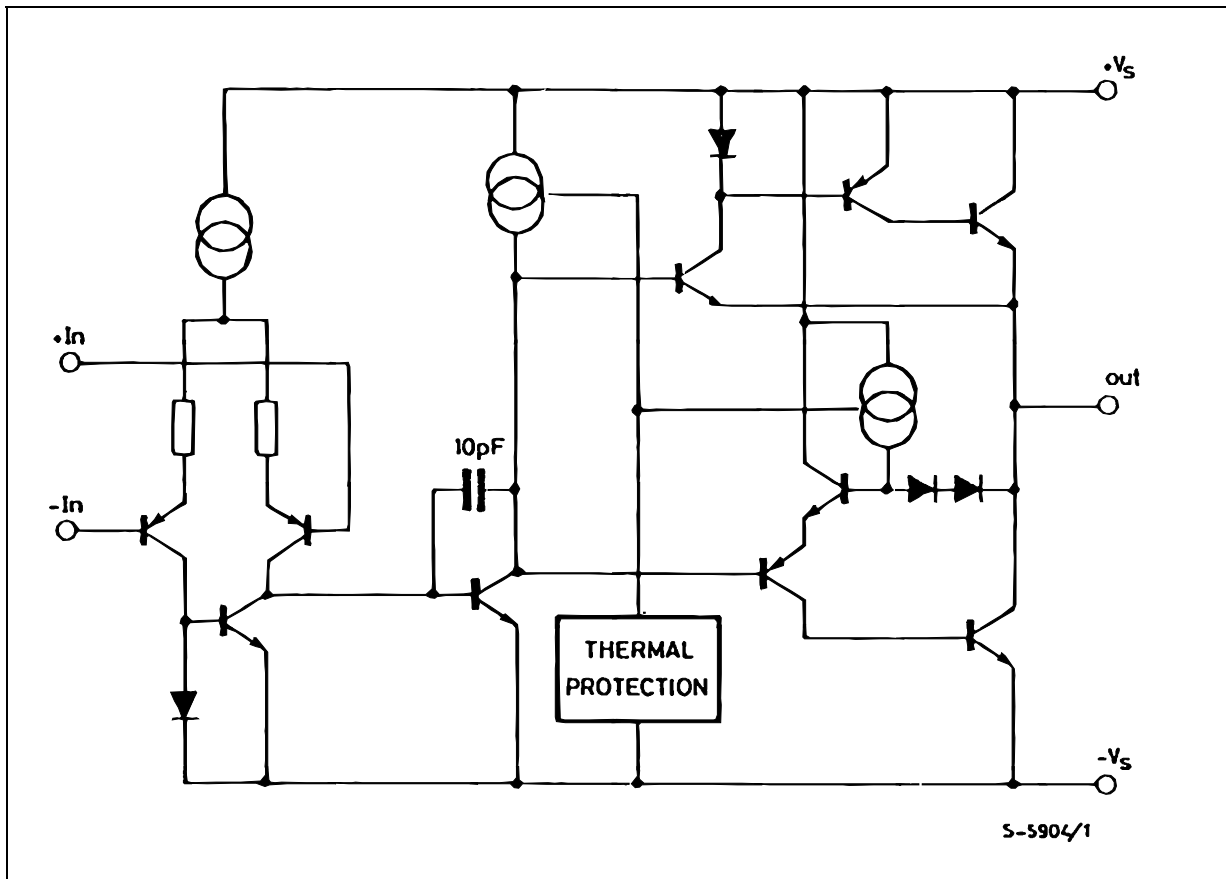 +Vs
+In
out
10pF
-In
THERMAL
PROTECTION
-Vs
S-5904/1